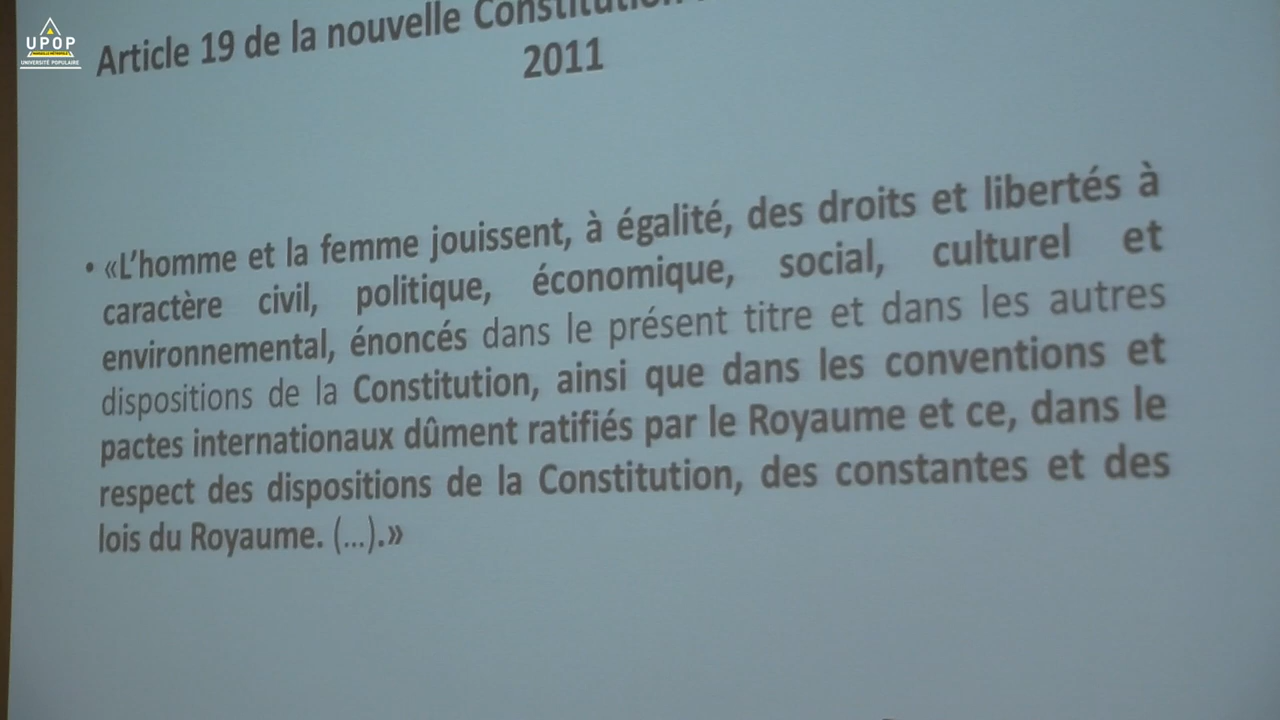 UPOP
UNIVERSITÉ POPULAIRE
Article 19 de la nouvelle Constitution
2011
• «L'homme et la femme jouissent, à égalité, des droits et libertés à
caractère civil, politique, économique, social, culturel et
environnemental, énoncés dans le présent titre et dans les autres
dispositions de la Constitution, ainsi que dans les conventions et
pactes internationaux dûment ratifiés par le Royaume et ce, dans le
respect des dispositions de la Constitution, des constantes et des
lois du Royaume. (...).»